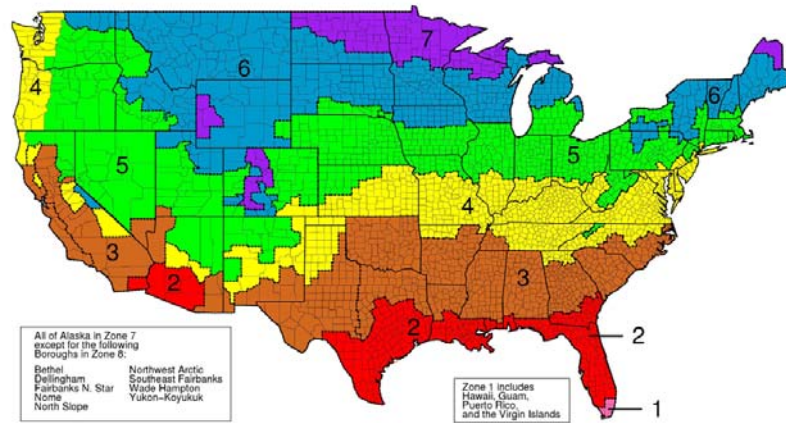 7
6
4
6
5
5
4
3
3
2
2
2
1
All of Alaska in Zone 7
except for the following
Boroughs in Zone 8:
Bethel Northwest Arctic
Dellingham Southeast Fairbanks
Fairbanks N. Star Wade Hampton
Nome Yukon-Koyukuk
North Slope
Zone 1 includes
Hawaii, Guam,
Puerto Rico,
and the Virgin Islands